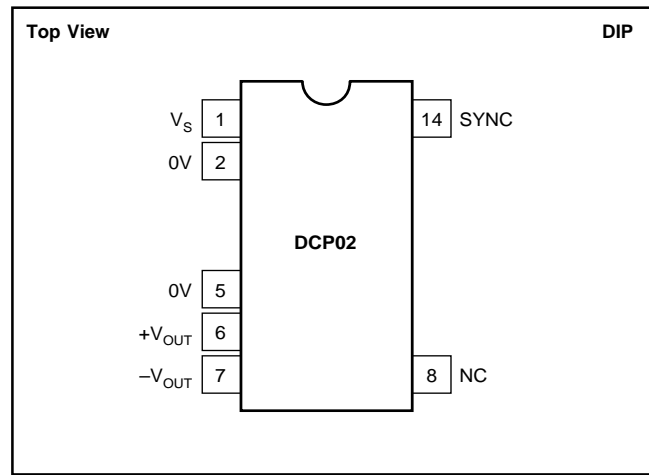 Top View DIP
V_S 1 14 SYNC
0V 2
DCP02
0V 5
+V_OUT 6
–V_OUT 7 8 NC